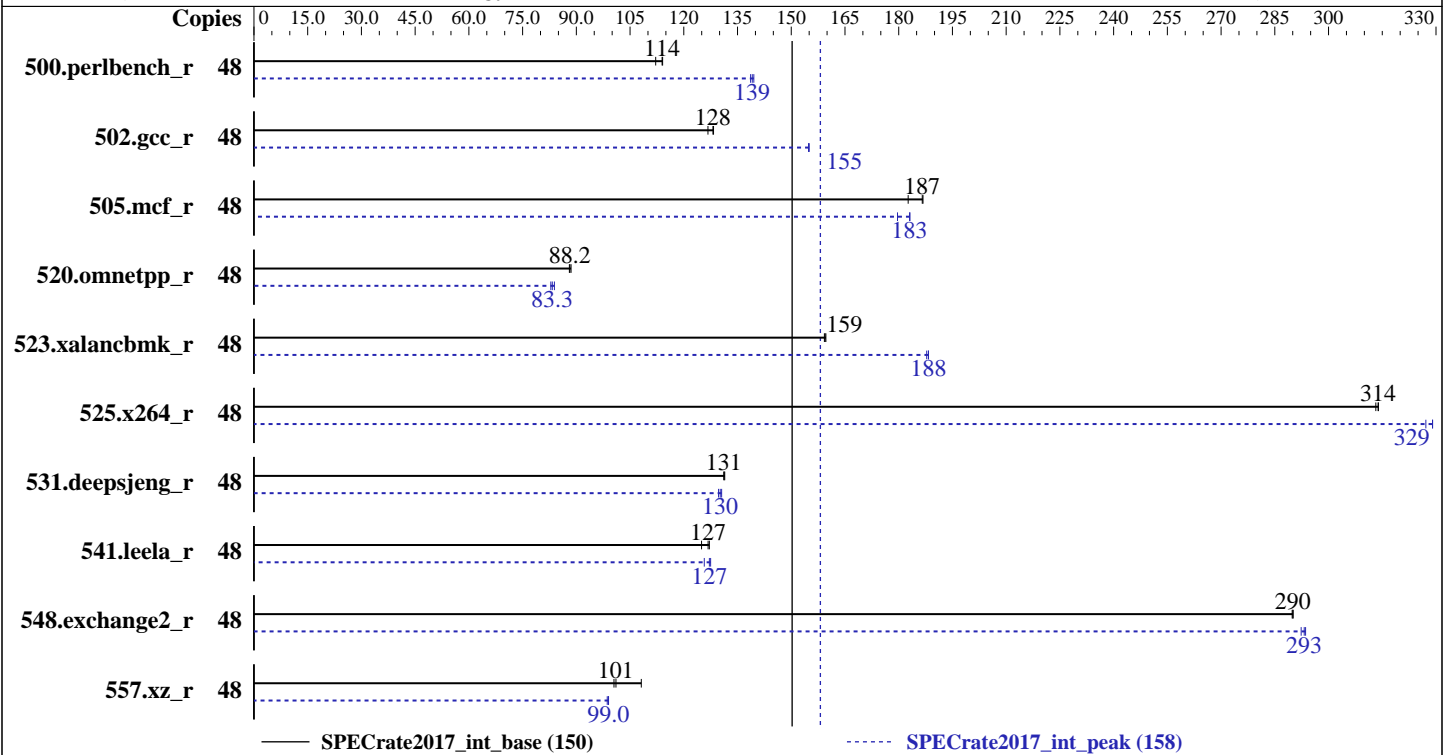 Copies 0 15.0 30.0 45.0 60.0 75.0 90.0 105 120 135 150 165 180 195 210 225 240 255 270 285 300 330
114
500.perlbench_r 48
139
128
502.gcc_r 48
155
187
505.mcf_r 48
183
88.2
520.omnetpp_r 48
83.3
159
523.xalancbmk_r 48
188
314
525.x264_r 48
329
131
531.deepsjeng_r 48
130
127
541.leela_r 48
127
290
548.exchange2_r 48
293
101
557.xz_r 48
99.0
SPECrate2017_int_base (150) SPECrate2017_int_peak (158)